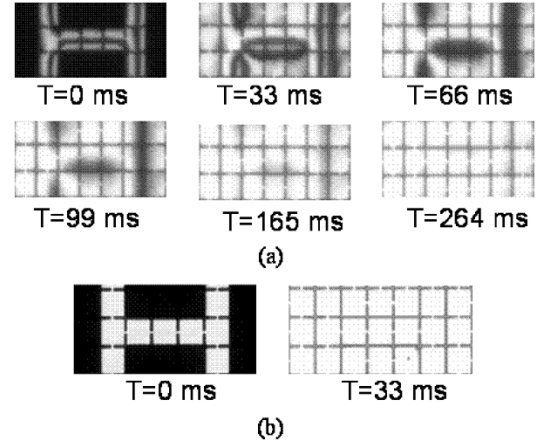 T=0 ms
T=33 ms
T=66 ms
T=99 ms
T=165 ms
T=264 ms
(a)
T=0 ms
T=33 ms
(b)